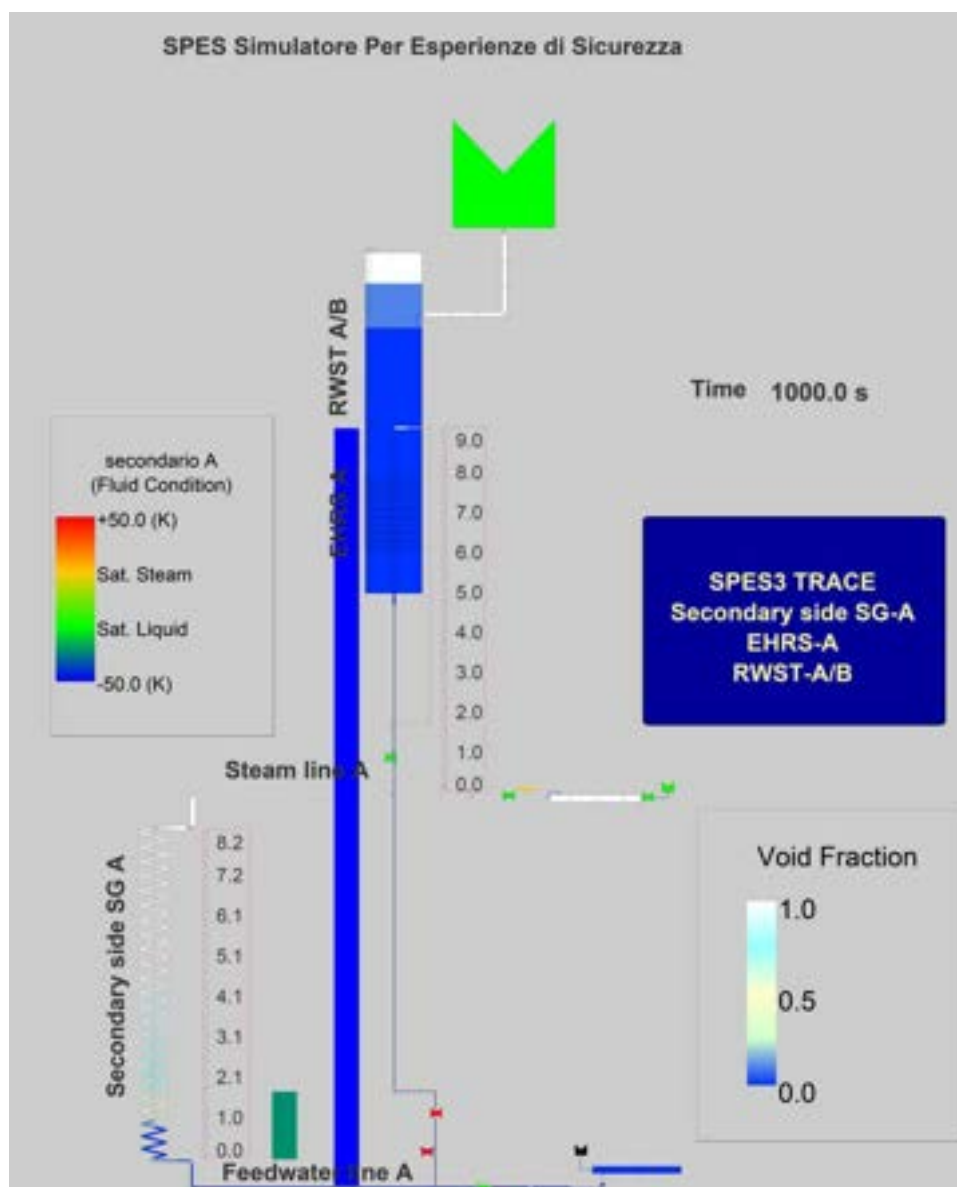 SPES Simulatore Per Esperienze di Sicurezza
RWST A/B
Time 1000.0 s
secondario A
(Fluid Condition)
+50.0 (K)
Sat. Steam
Sat. Liquid
-50.0 (K)
EHRS A
9.0
8.0
7.0
6.0
5.0
4.0
3.0
2.0
1.0
0.0
SPES3 TRACE
Secondary side SG-A
EHRS-A
RWST-A/B
Steam line A
Secondary side SG A
8.2
7.2
6.1
5.1
4.1
3.1
2.1
1.0
0.0
Void Fraction
1.0
0.5
0.0
Feedwater line A